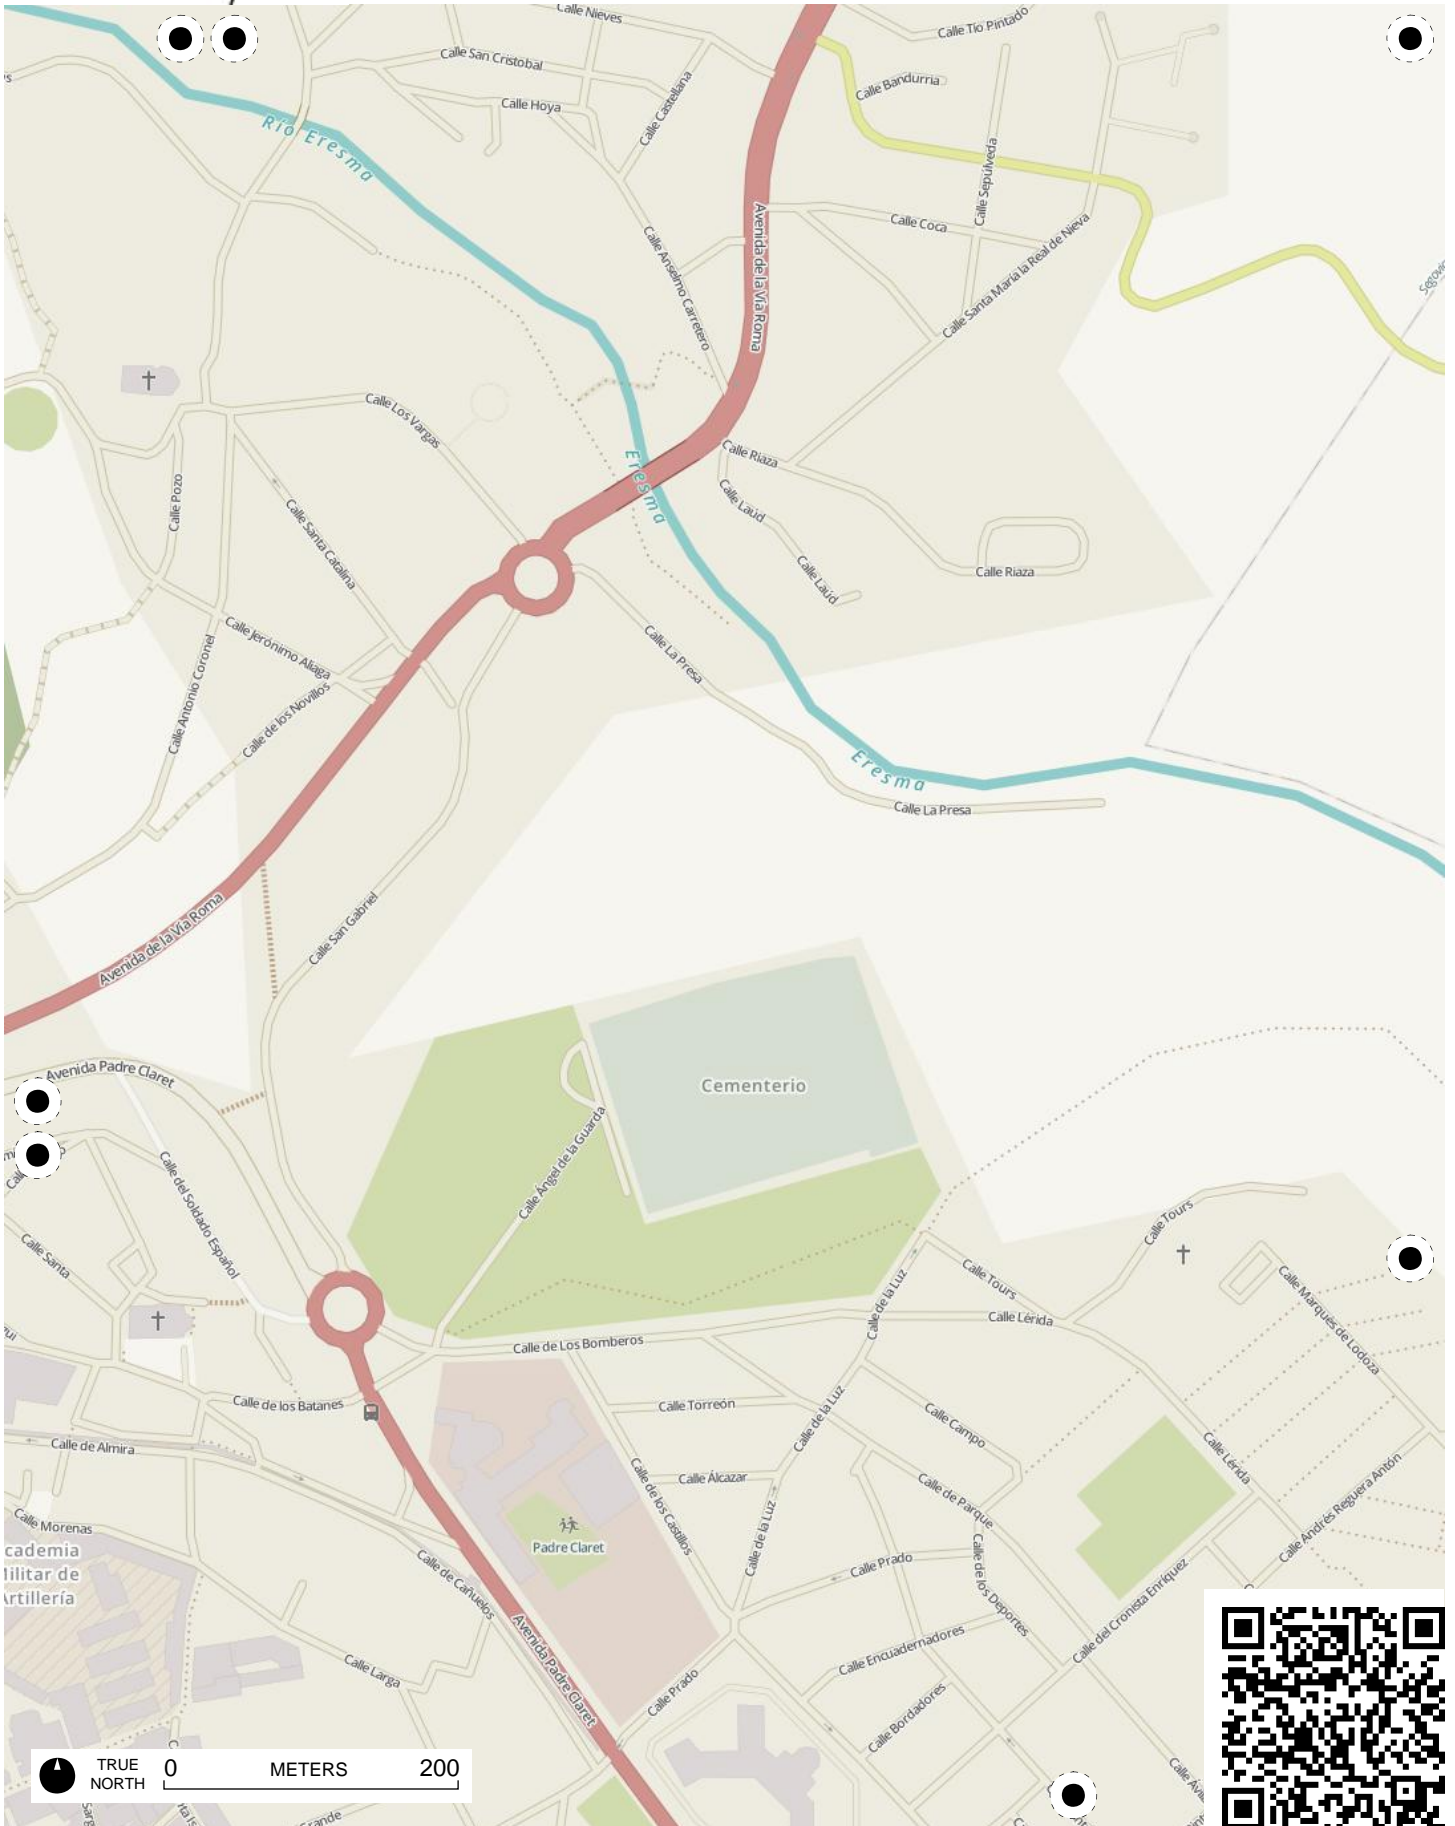 Calle Nieves
Calle Tío Pintado
Calle San Cristobal
Calle Bandurria
Calle Hoya
Calle Castellana
Río Eresma
Calle Sepúlveda
Calle Coca
Avenida de la Vía Roma
Calle Anselmo Carretero
Calle Santa María la Real de Nieva
Calle Los Vargas
Eresma
Calle Riaza
Calle Pozo
Calle Laúd
Calle Santa Catalina
Calle Laúd
Calle Riaza
Calle Jerónimo Aliaga
Calle La Presa
Calle Antonio Coronel
Calle de los Novillos
Eresma
Calle La Presa
Calle San Gabriel
Avenida de la Vía Roma
Avenida Padre Claret
Cementerio
Calle Ángel de la Guarda
Calle del Soldado Español
Calle Santa
Calle Tours
Calle Tours
Calle de la Luz
Calle Marqués de Lodoza
Calle Lérida
Calle de Los Bomberos
Calle de los Batanes
Calle Torreón
Calle de la Luz
Calle Campo
Calle de Almira
Calle Lérida
Calle Álcazar
Calle de los Castillos
Calle de Parque
Calle Andrés Reguera Antón
Calle de la Luz
Calle Morenas
cademia
Militar de
Artillería
Padre Claret
Calle de Cañuelos
Calle Prado
Calle de los Deportes
Calle del Cronista Enríquez
Calle Encuadernadores
Avenida Padre Claret
Calle Larga
Calle Prado
Calle Bordadores
TRUE
NORTH
0 METERS 200